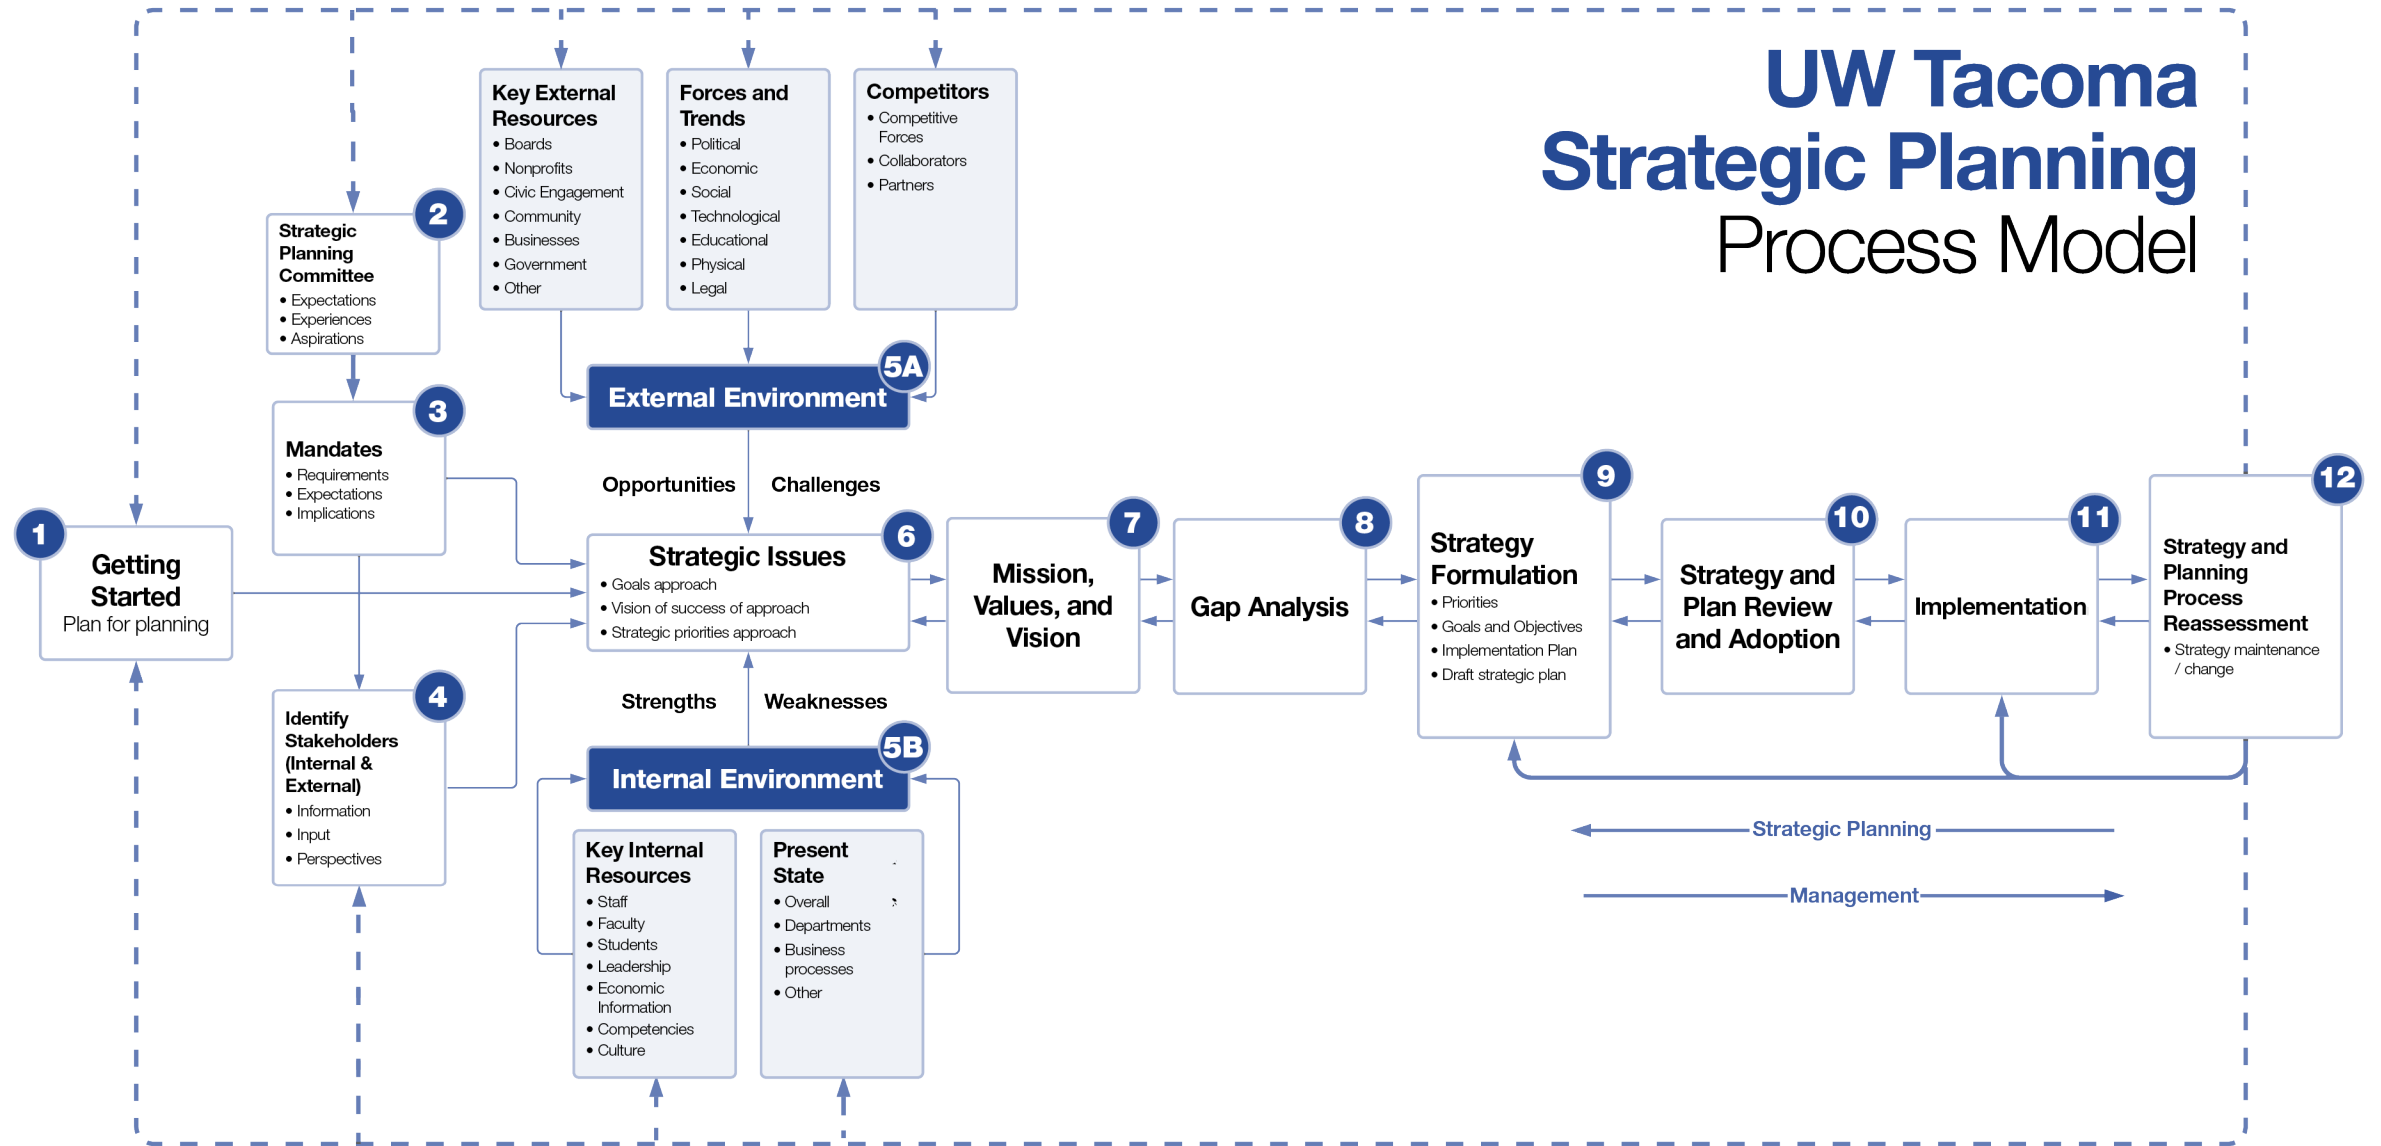 UW Tacoma
Strategic Planning
Process Model
1
Getting
Started
Plan for planning
2
Strategic
Planning
Committee
• Expectations
• Experiences
• Aspirations
3
Mandates
• Requirements
• Expectations
• Implications
4
Identify
Stakeholders
(Internal &
External)
• Information
• Input
• Perspectives
Key External
Resources
• Boards
• Nonprofits
• Civic Engagement
• Community
• Businesses
• Government
• Other
Forces and
Trends
• Political
• Economic
• Social
• Technological
• Educational
• Physical
• Legal
Competitors
• Competitive
Forces
• Collaborators
• Partners
5A
External Environment
Opportunities
Challenges
6
Strategic Issues
• Goals approach
• Vision of success of approach
• Strategic priorities approach
Strengths
Weaknesses
5B
Internal Environment
Key Internal
Resources
• Staff
• Faculty
• Students
• Leadership
• Economic
Information
• Competencies
• Culture
Present
State
• Overall
• Departments
• Business
processes
• Other
7
Mission,
Values, and
Vision
8
Gap Analysis
9
Strategy
Formulation
• Priorities
• Goals and Objectives
• Implementation Plan
• Draft strategic plan
10
Strategy and
Plan Review
and Adoption
11
Implementation
12
Strategy and
Planning
Process
Reassessment
• Strategy maintenance
/ change
Strategic Planning
Management